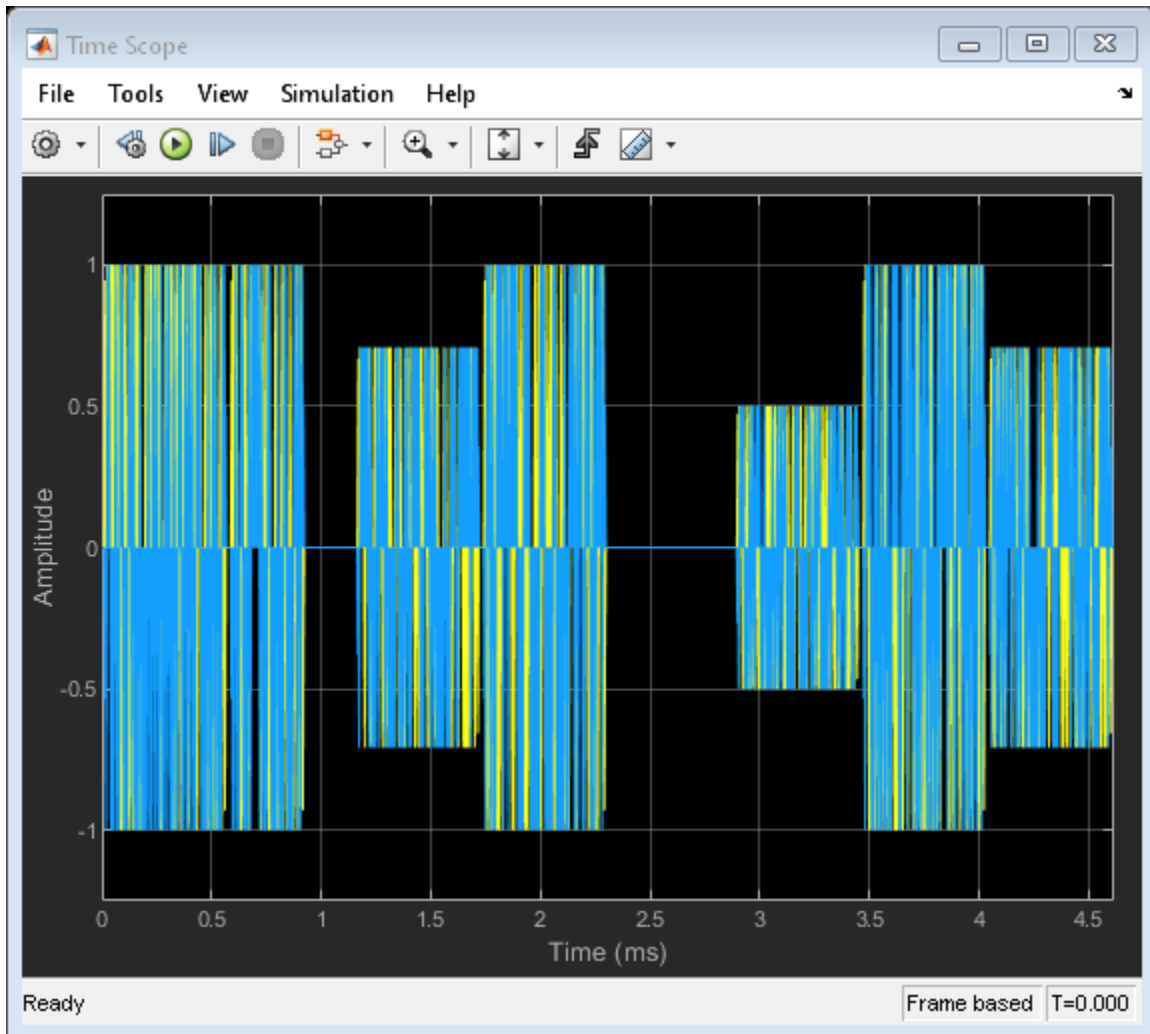 Time Scope
File Tools View Simulation Help
1
0.5
0
-0.5
-1
Amplitude
0 0.5 1 1.5 2 2.5 3 3.5 4 4.5
Time (ms)
Ready Frame based T=0.000